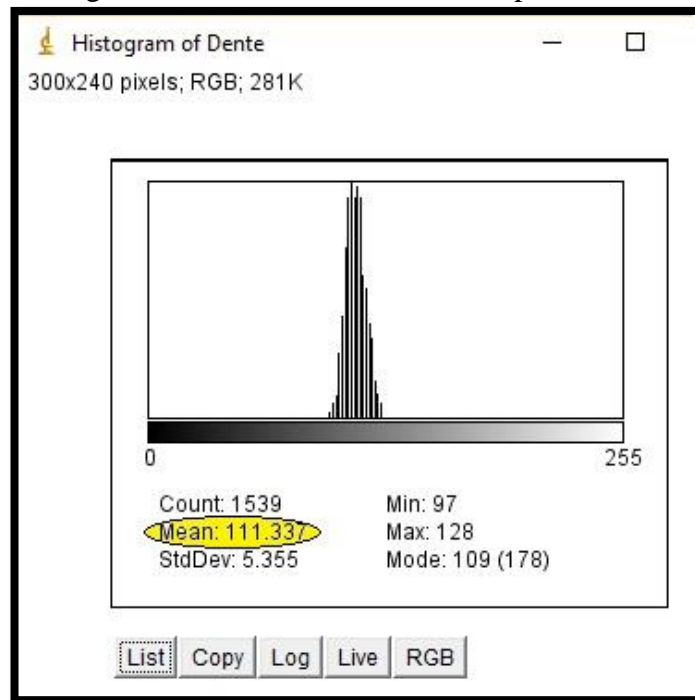 Histogram of Dente
300x240 pixels; RGB; 281K
0 255
Count: 1539 Min: 97
Mean: 111.337 Max: 128
StdDev: 5.355 Mode: 109 (178)
List Copy Log Live RGB